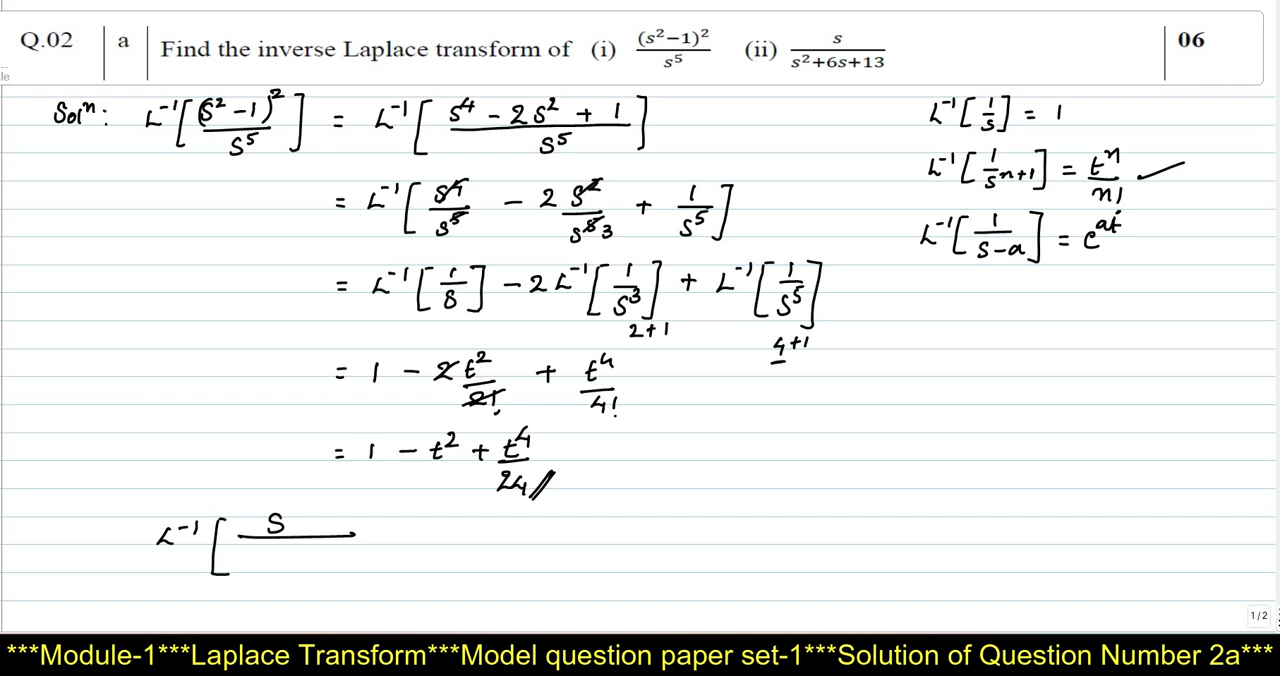 Q.02 a Find the inverse Laplace transform of (i) (s²−1)²/s⁵ (ii) s/(s²+6s+13) 06
Solⁿ: L⁻¹[(s²-1)²/s⁵] = L⁻¹[(s⁴ - 2s² + 1)/s⁵]
= L⁻¹[s⁴/s⁵ - 2 s²/s⁵ 3 + 1/s⁵]
= L⁻¹[1/s] - 2 L⁻¹[1/s³] + L⁻¹[1/s⁵]
2+1 4+1
= 1 - 2 t²/2! + t⁴/4!
= 1 - t² + t⁴/24 //
L⁻¹[ s
L⁻¹[1/s] = 1
L⁻¹[1/sⁿ⁺¹] = tⁿ/n! ✓
L⁻¹[1/(s-a)] = e^at
1/2
***Module-1***Laplace Transform***Model question paper set-1***Solution of Question Number 2a***